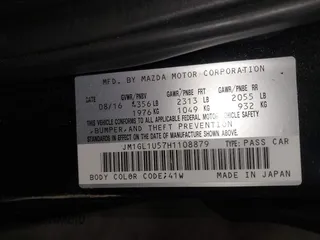 MFD. BY MAZDA MOTOR CORPORATION
GVWR/PNBV GAWR/PNBE FRT GAWR/PNBE RR
08/16 4356 LB 2313 LB 2055 LB
1976 KG 1049 KG 932 KG
THIS VEHICLE CONFORMS TO ALL APPLICABLE FEDERAL MOTOR VEHICLE SAFETY
,BUMPER,AND THEFT PREVENTION
STANDARDS IN EFFECT ON THE DATE OF MANUFACTURE SHOWN ABOVE.
JM1GL1U57H1108879 TYPE: PASS CAR
BODY COLOR CODE;41W MADE IN JAPAN